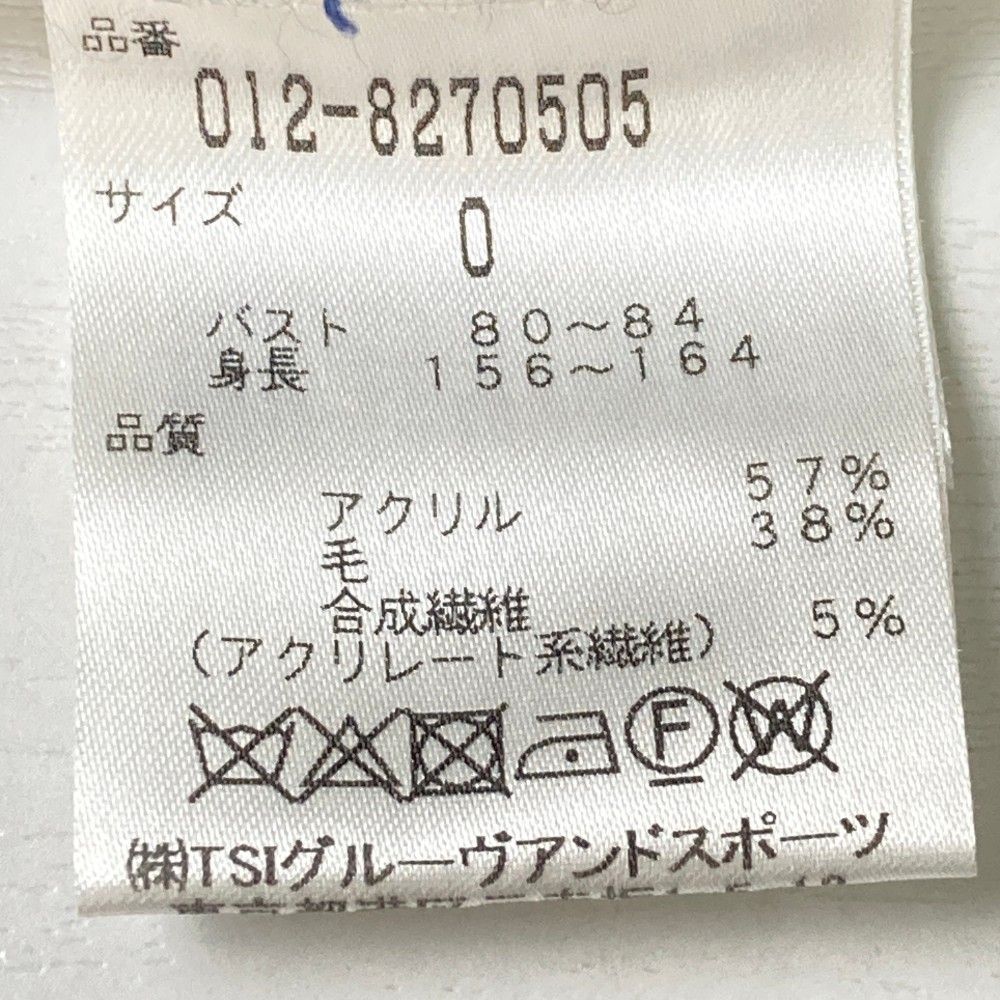 品番
012-8270505
サイズ
0
バスト 80～84
身長 156～164
品質
アクリル 57%
毛 38%
合成繊維 5%
(アクリレート系繊維)
F W
㈱TSIグルーヴアンドスポーツ